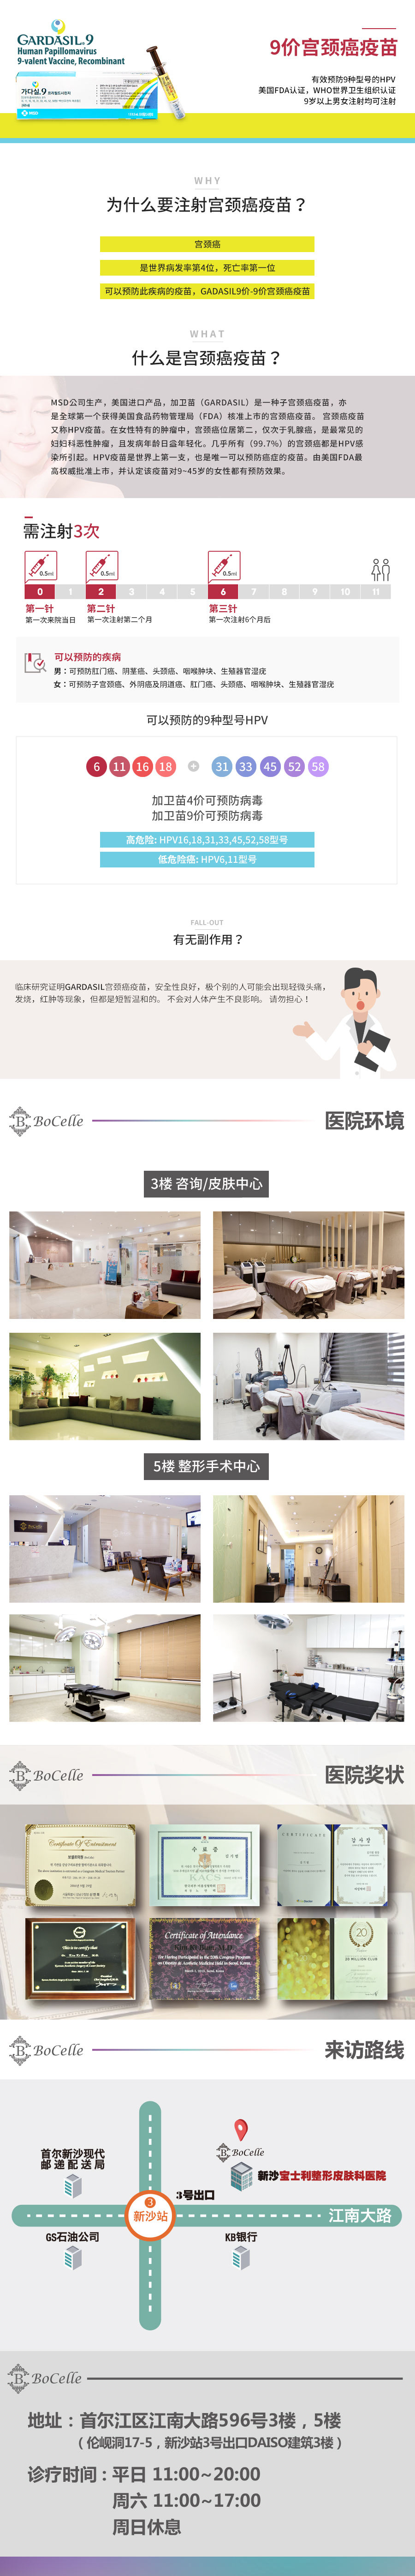 GARDASIL.9
Human Papillomavirus
9-valent Vaccine, Recombinant
가다실.9
MSD
9价宫颈癌疫苗
有效预防9种型号的HPV
美国FDA认证，WHO世界卫生组织认证
9岁以上男女注射均可注射
WHY
为什么要注射宫颈癌疫苗？
宫颈癌
是世界病发率第4位，死亡率第一位
可以预防此疾病的疫苗，GADASIL9价-9价宫颈癌疫苗
WHAT
什么是宫颈癌疫苗？
MSD公司生产，美国进口产品，加卫苗（GARDASIL）是一种子宫颈癌疫苗，亦
是全球第一个获得美国食品药物管理局（FDA）核准上市的宫颈癌疫苗。 宫颈癌疫苗
又称HPV疫苗。在女性特有的肿瘤中，宫颈癌位居第二，仅次于乳腺癌，是最常见的
妇妇科恶性肿瘤，且发病年龄日益年轻化。几乎所有（99.7%）的宫颈癌都是HPV感
染所引起。HPV疫苗是世界上第一支，也是唯一可以预防癌症的疫苗。由美国FDA最
高权威批准上市，并认定该疫苗对9~45岁的女性都有预防效果。
需注射3次
0.5ml
0.5ml
0.5ml
0 1 2 3 4 5 6 7 8 9 10 11
第一针 第二针 第三针
第一次来院当日 第一次注射第二个月 第一次注射6个月后
可以预防的疾病
男：可预防肛门癌、阴茎癌、头颈癌、咽喉肿块、生殖器官湿疣
女：可预防子宫颈癌、外阴癌及阴道癌、肛门癌、头颈癌、咽喉肿块、生殖器官湿疣
可以预防的9种型号HPV
6 11 16 18 + 31 33 45 52 58
加卫苗4价可预防病毒
加卫苗9价可预防病毒
高危险: HPV16,18,31,33,45,52,58型号
低危险癌: HPV6,11型号
FALL-OUT
有无副作用？
临床研究证明GARDASIL宫颈癌疫苗，安全性良好，极个别的人可能会出现轻微头痛，
发烧，红肿等现象，但都是短暂温和的。 不会对人体产生不良影响。 请勿担心！
B BoCelle
医院环境
3楼 咨询/皮肤中心
5楼 整形手术中心
B BoCelle
医院奖状
Certificate Of Entrustment
수료증
KACS
CERTIFICATE
감사장
Certificate of Attendance
20
20 MILLION CLUB
B BoCelle
来访路线
首尔新沙现代
邮递配送局
B BoCelle
新沙宝士利整形皮肤科医院
3号出口
3
新沙站
江南大路
GS石油公司
KB银行
B BoCelle
地址：首尔江区江南大路596号3楼，5楼
（伦岘洞17-5，新沙站3号出口DAISO建筑3楼）
诊疗时间：平日 11:00~20:00
周六 11:00~17:00
周日休息